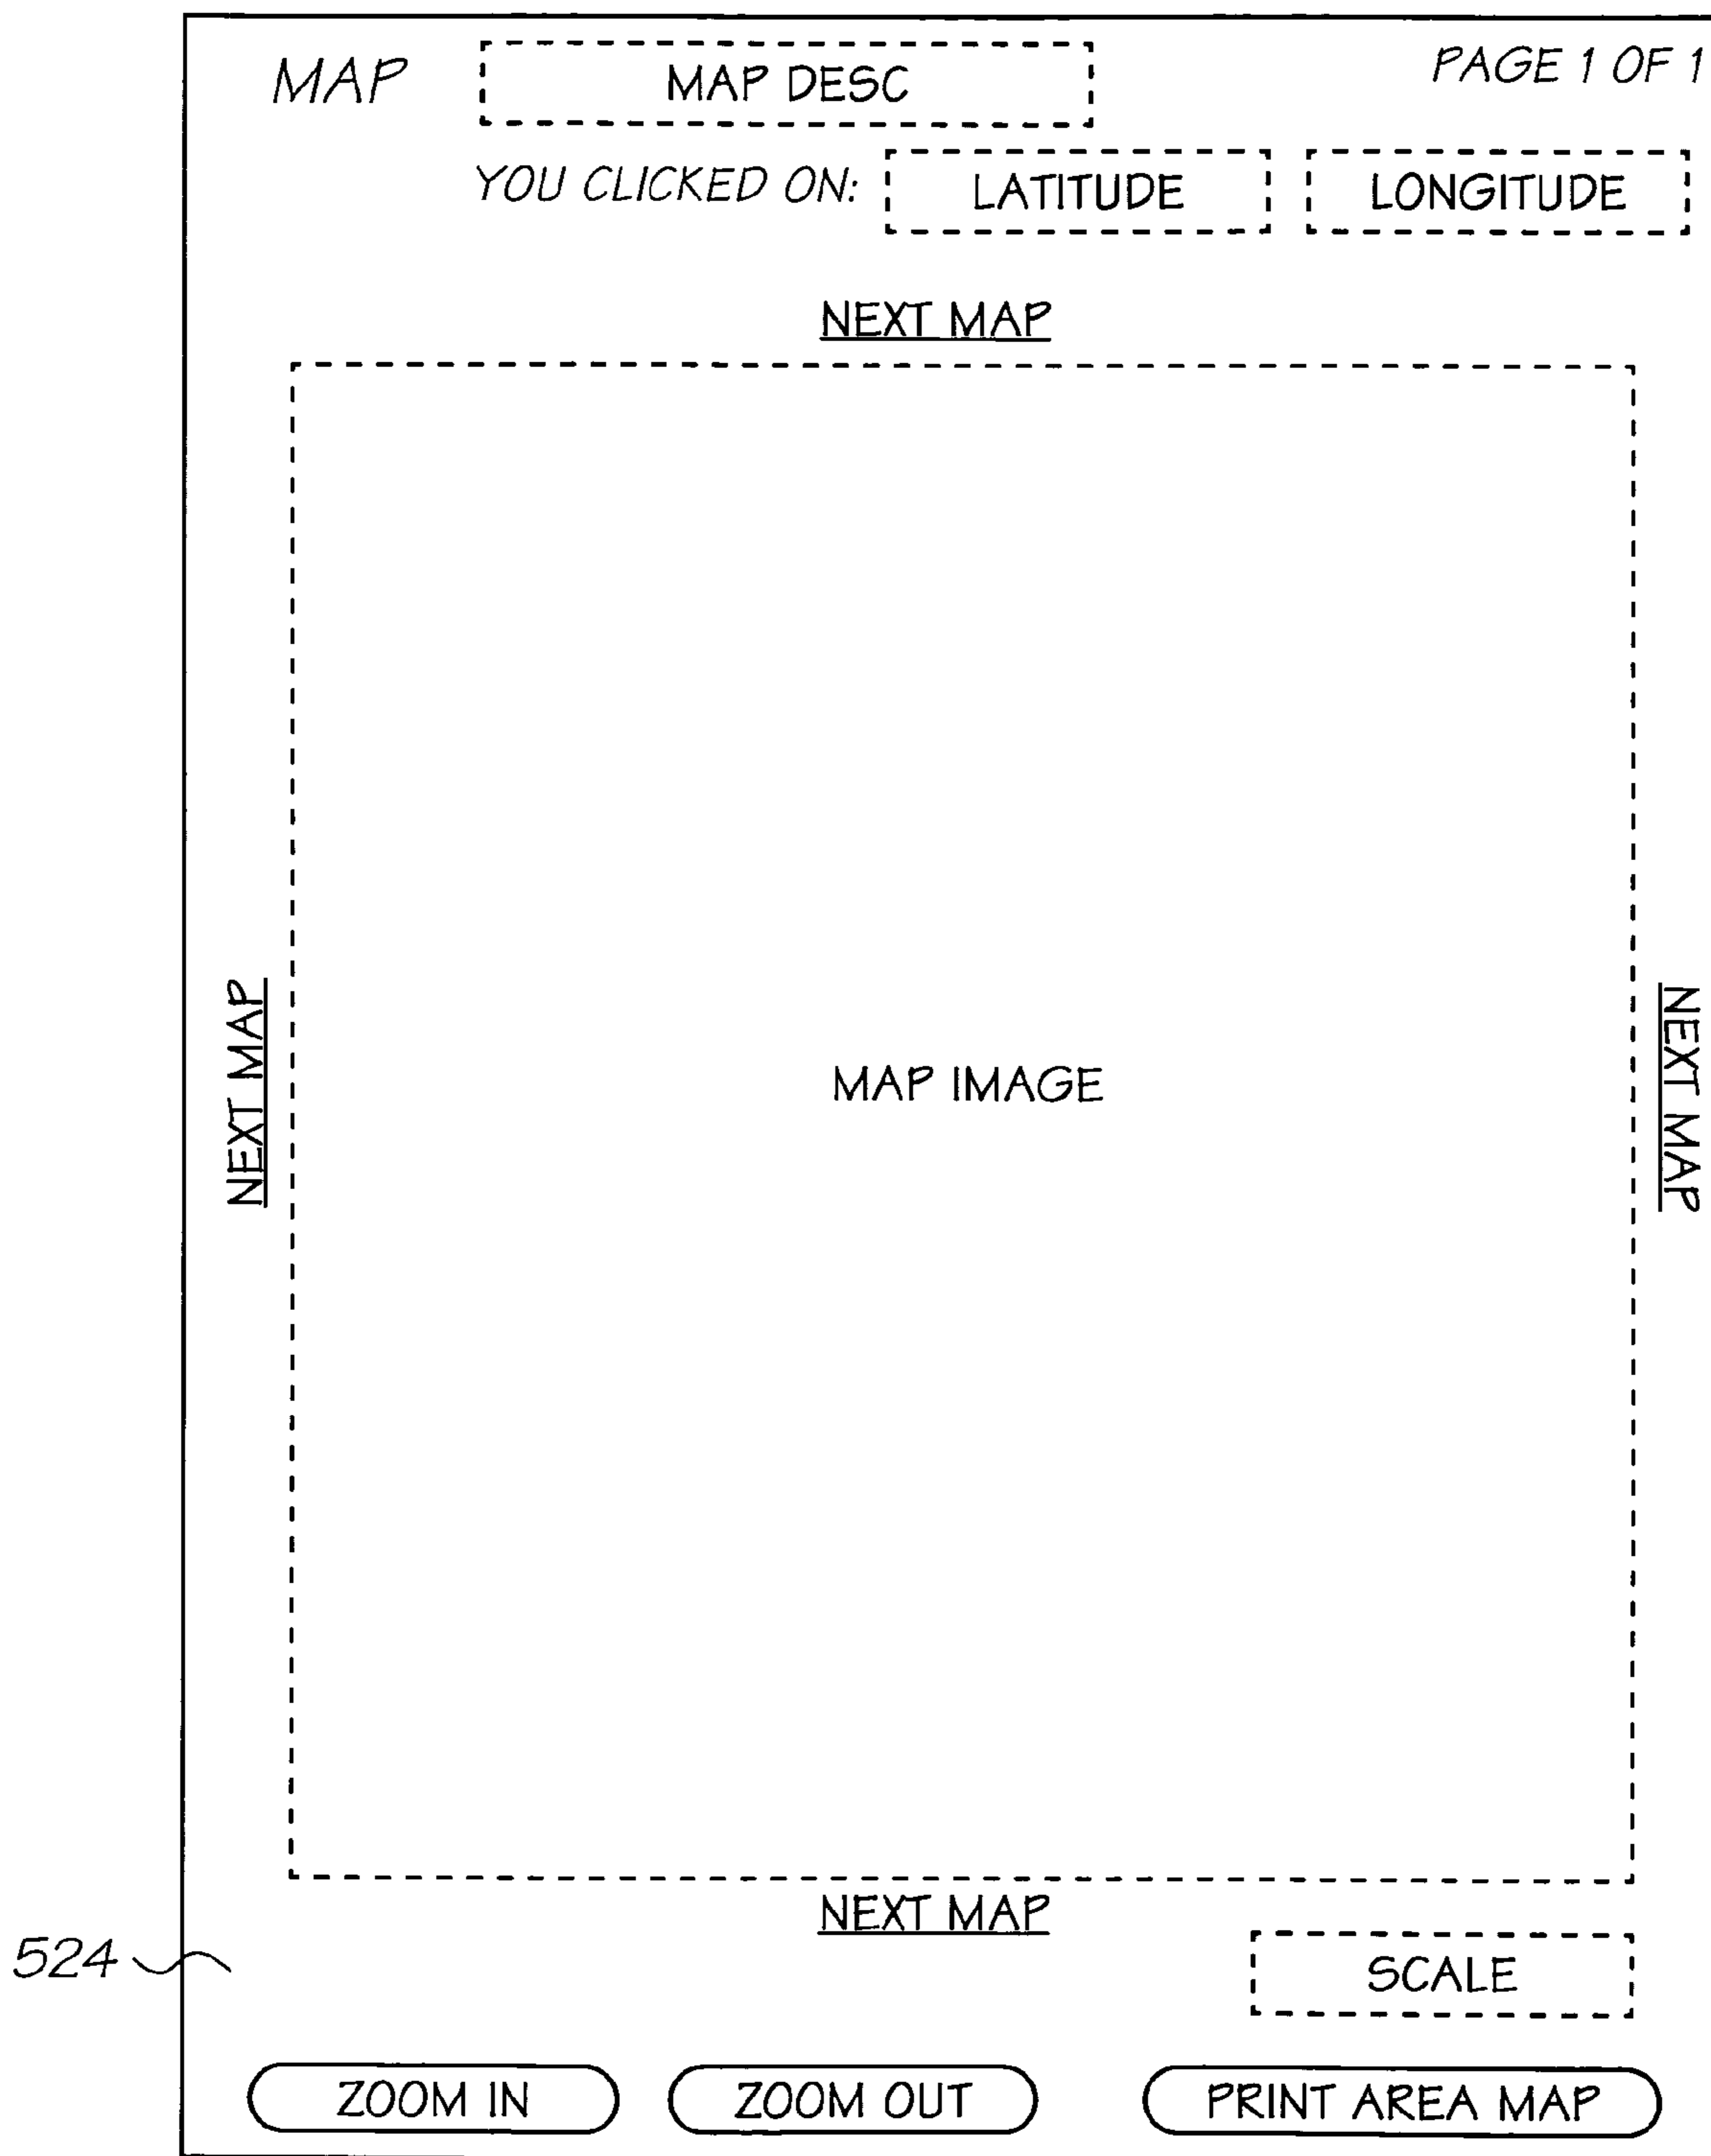 MAP MAP DESC PAGE 1 OF 1
YOU CLICKED ON: LATITUDE LONGITUDE
NEXT MAP
NEXT MAP
MAP IMAGE
NEXT MAP
NEXT MAP
524
SCALE
ZOOM IN ZOOM OUT PRINT AREA MAP